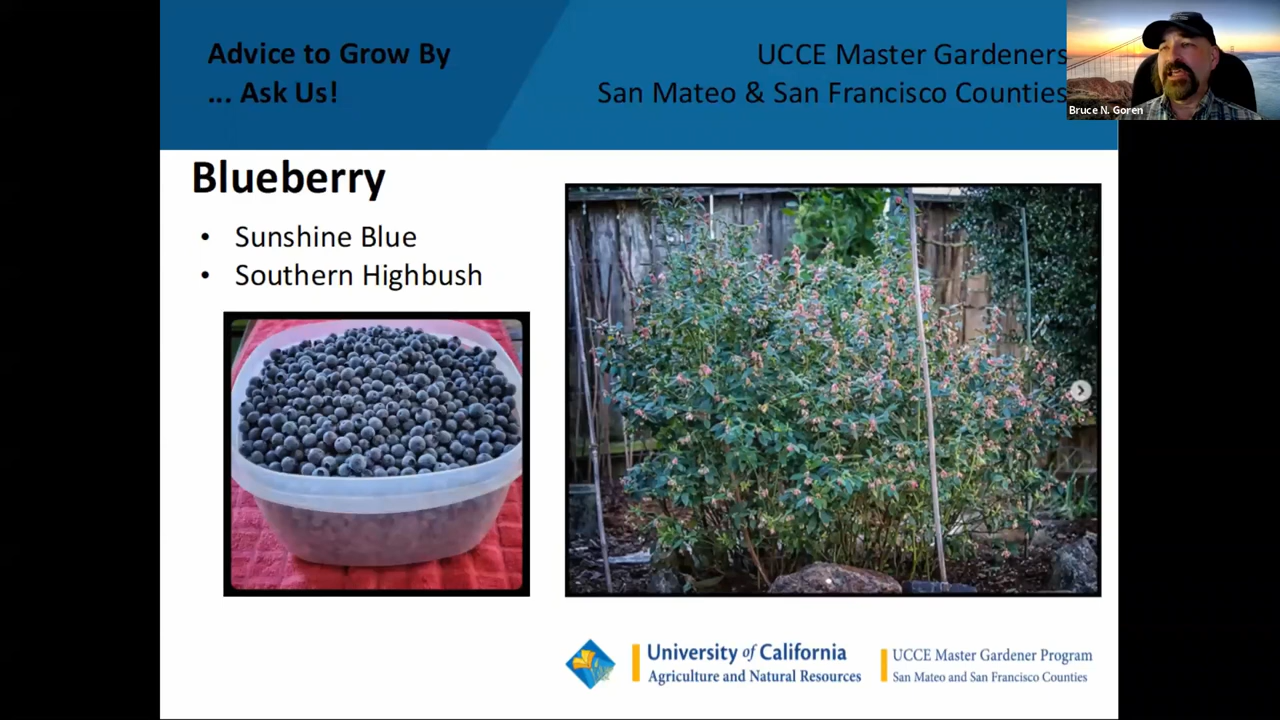 Advice to Grow By
... Ask Us!
UCCE Master Gardeners
San Mateo & San Francisco Counties
Bruce N. Goren
Blueberry
• Sunshine Blue
• Southern Highbush
University of California
Agriculture and Natural Resources
UCCE Master Gardener Program
San Mateo and San Francisco Counties